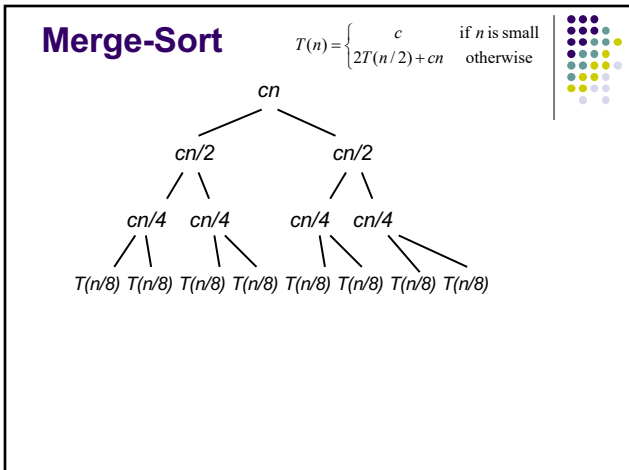 Merge-Sort
T(n) = { c if n is small
2T(n/2)+cn otherwise
cn
cn/2 cn/2
cn/4 cn/4 cn/4 cn/4
T(n/8) T(n/8) T(n/8) T(n/8) T(n/8) T(n/8) T(n/8) T(n/8)